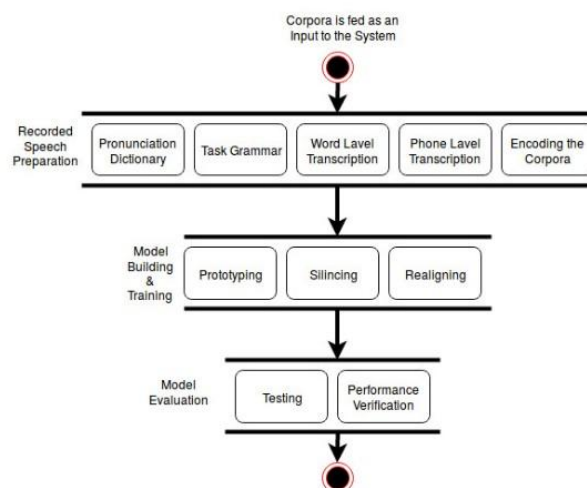 Corpora is fed as an
Input to the System
Recorded
Speech
Preparation
Pronunciation
Dictionary
Task Grammar
Word Lavel
Transcription
Phone Lavel
Transcription
Encoding the
Corpora
Model
Building
&
Training
Prototyping
Silincing
Realigning
Model
Evaluation
Testing
Performance
Verification